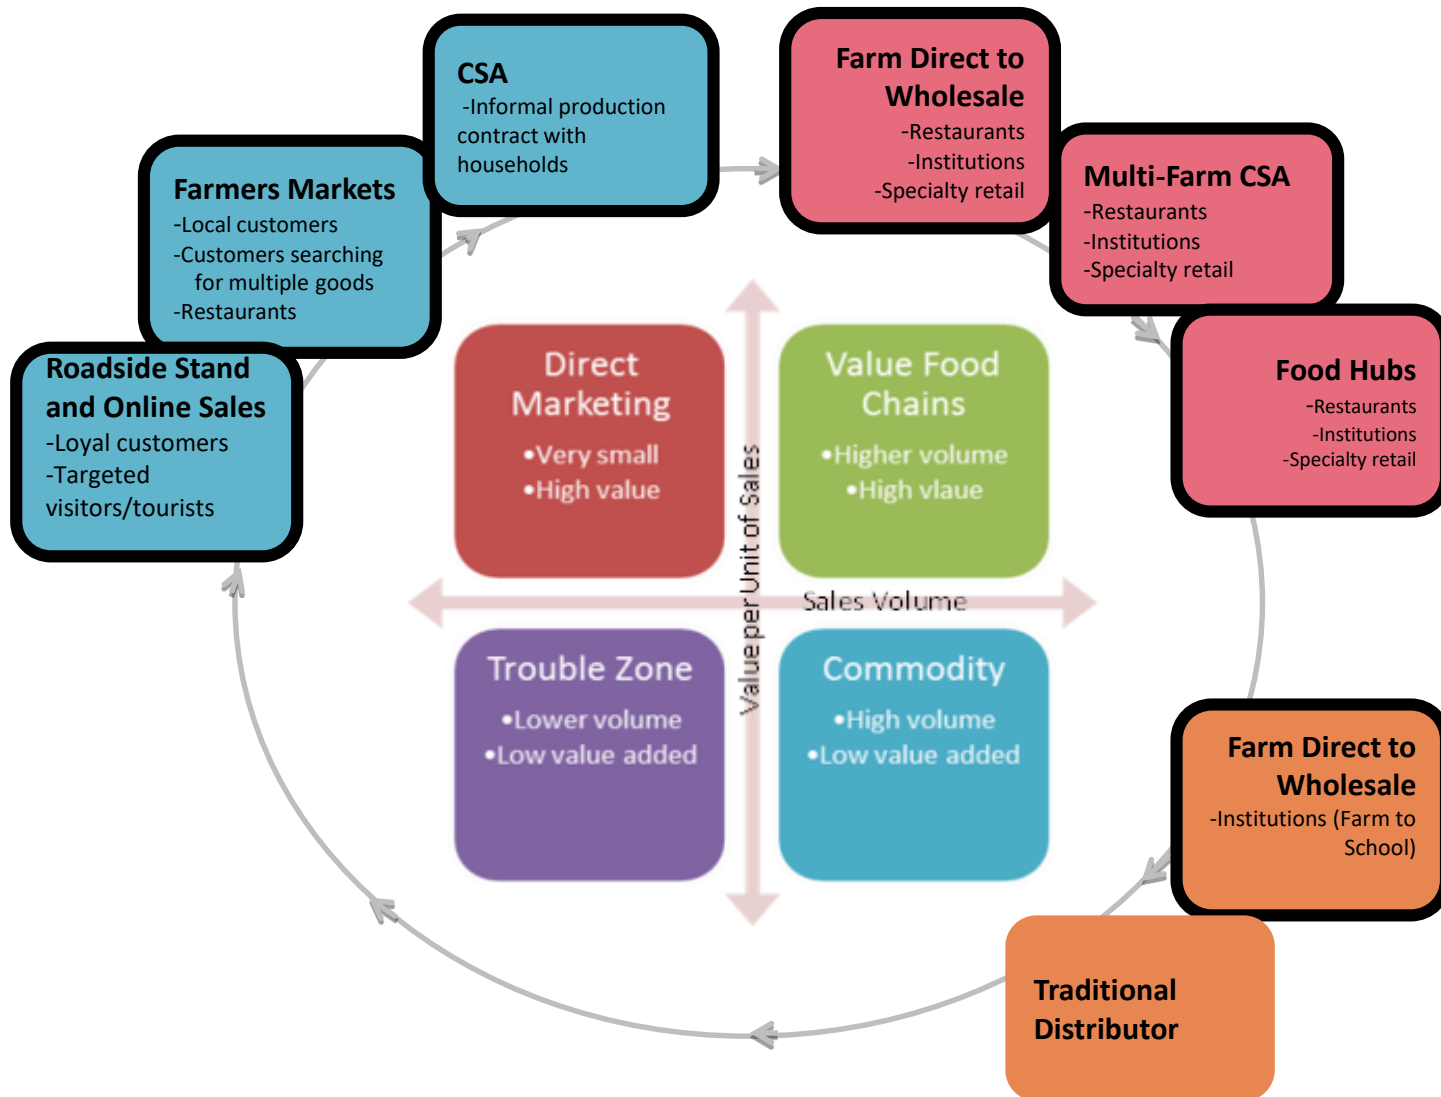 CSA
-Informal production
contract with
households
Farm Direct to
Wholesale
-Restaurants
-Institutions
-Specialty retail
Farmers Markets
-Local customers
-Customers searching
for multiple goods
-Restaurants
Multi-Farm CSA
-Restaurants
-Institutions
-Specialty retail
Roadside Stand
and Online Sales
-Loyal customers
-Targeted
visitors/tourists
Food Hubs
-Restaurants
-Institutions
-Specialty retail
Direct
Marketing
•Very small
•High value
Value Food
Chains
•Higher volume
•High vlaue
Value per Unit of Sales
Sales Volume
Trouble Zone
•Lower volume
•Low value added
Commodity
•High volume
•Low value added
Farm Direct to
Wholesale
-Institutions (Farm to
School)
Traditional
Distributor